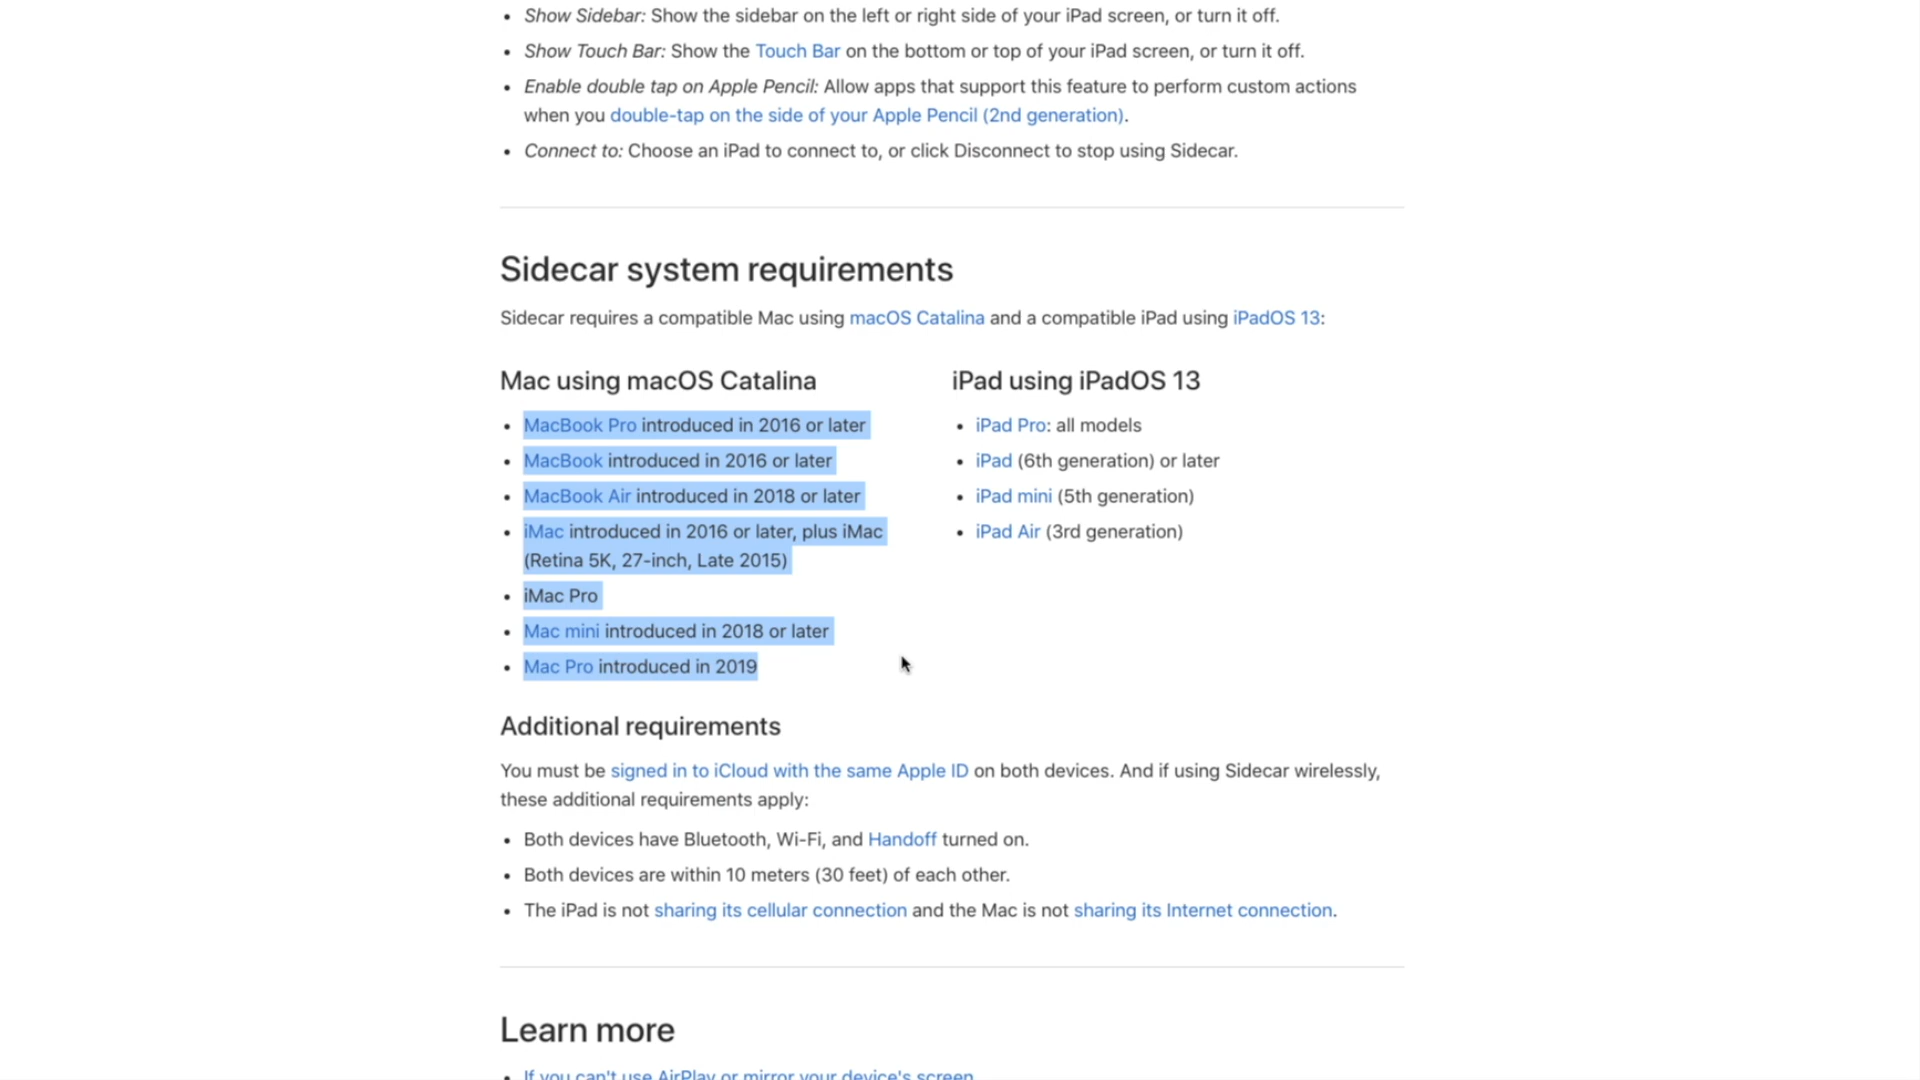 Show Sidebar: Show the sidebar on the left or right side of your iPad screen, or turn it off.
Show Touch Bar: Show the Touch Bar on the bottom or top of your iPad screen, or turn it off.
Enable double tap on Apple Pencil: Allow apps that support this feature to perform custom actions
when you double-tap on the side of your Apple Pencil (2nd generation).
Connect to: Choose an iPad to connect to, or click Disconnect to stop using Sidecar.
Sidecar system requirements
Sidecar requires a compatible Mac using macOS Catalina and a compatible iPad using iPadOS 13:
Mac using macOS Catalina
MacBook Pro introduced in 2016 or later
MacBook introduced in 2016 or later
MacBook Air introduced in 2018 or later
iMac introduced in 2016 or later, plus iMac
(Retina 5K, 27-inch, Late 2015)
iMac Pro
Mac mini introduced in 2018 or later
Mac Pro introduced in 2019
iPad using iPadOS 13
iPad Pro: all models
iPad (6th generation) or later
iPad mini (5th generation)
iPad Air (3rd generation)
Additional requirements
You must be signed in to iCloud with the same Apple ID on both devices. And if using Sidecar wirelessly,
these additional requirements apply:
Both devices have Bluetooth, Wi-Fi, and Handoff turned on.
Both devices are within 10 meters (30 feet) of each other.
The iPad is not sharing its cellular connection and the Mac is not sharing its Internet connection.
Learn more
If you can't use AirPlay or mirror your device's screen